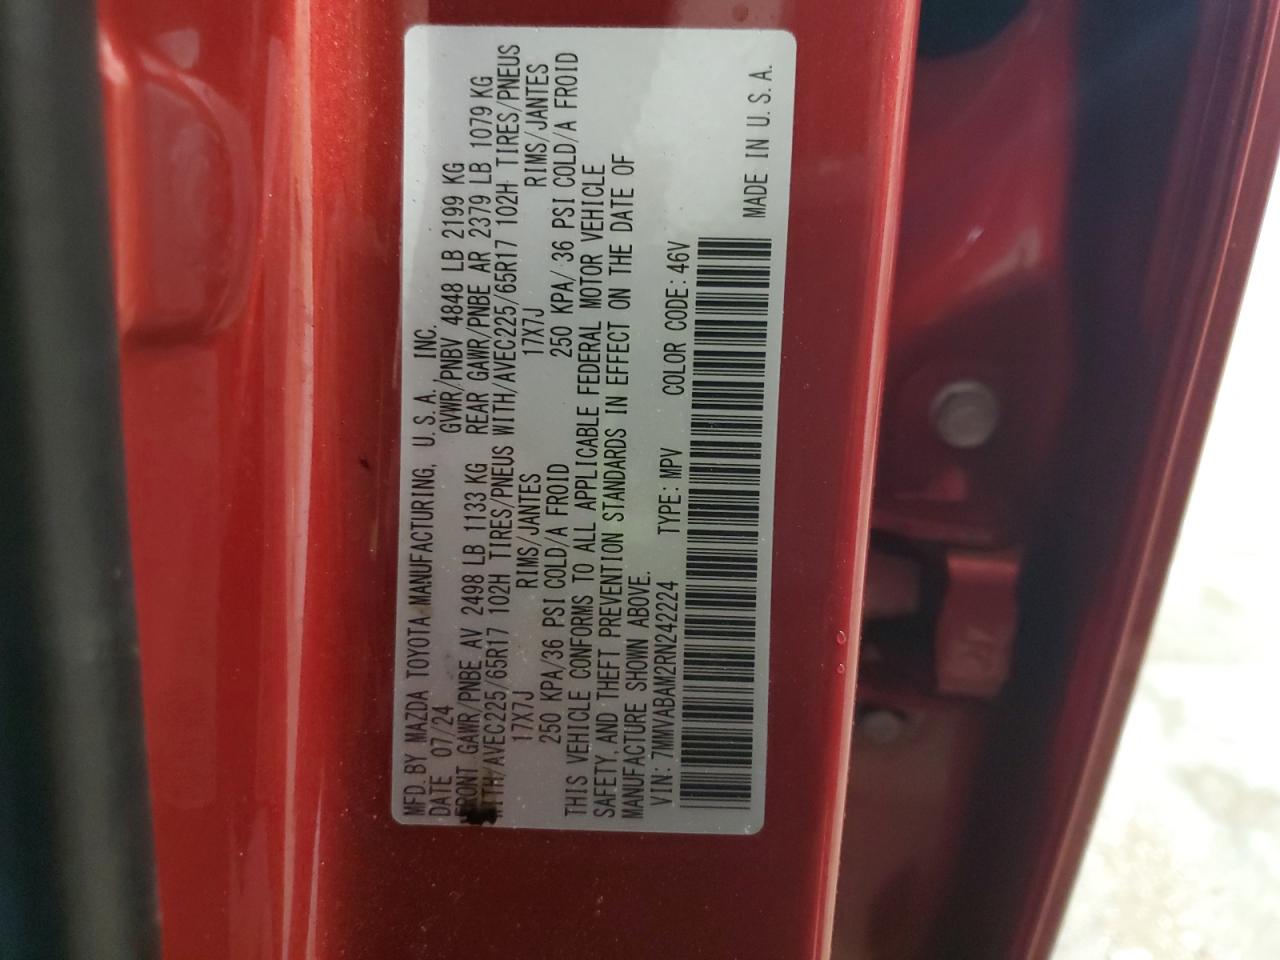 MFD. BY MAZDA TOYOTA MANUFACTURING, U. S. A. INC.
DATE 07/24 GVWR/PNBV 4848 LB 2199 KG
FRONT GAWR/PNBE AV 2498 LB 1133 KG REAR GAWR/PNBE AR 2379 LB 1079 KG
WITH/AVEC225/65R17 102H TIRES/PNEUS WITH/AVEC225/65R17 102H TIRES/PNEUS
17X7J RIMS/JANTES 17X7J RIMS/JANTES
250 KPA/36 PSI COLD/A FROID 250 KPA/ 36 PSI COLD/A FROID
THIS VEHICLE CONFORMS TO ALL APPLICABLE FEDERAL MOTOR VEHICLE
SAFETY, AND THEFT PREVENTION STANDARDS IN EFFECT ON THE DATE OF
MANUFACTURE SHOWN ABOVE.
VIN: 7MMVABAM2RN242224 TYPE: MPV COLOR CODE: 46V
MADE IN U. S. A.